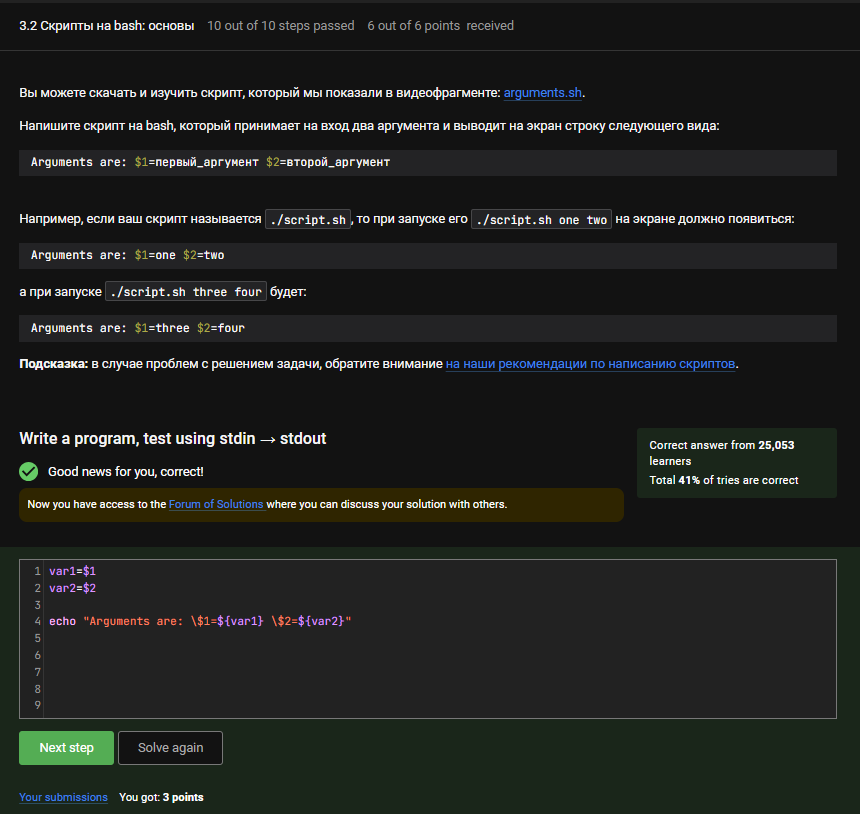 3.2 Скрипты на bash: основы 10 out of 10 steps passed 6 out of 6 points received
Вы можете скачать и изучить скрипт, который мы показали в видеофрагменте: arguments.sh.
Напишите скрипт на bash, который принимает на вход два аргумента и выводит на экран строку следующего вида:
Arguments are: $1=первый_аргумент $2=второй_аргумент
Например, если ваш скрипт называется ./script.sh, то при запуске его ./script.sh one two на экране должно появиться:
Arguments are: $1=one $2=two
а при запуске ./script.sh three four будет:
Arguments are: $1=three $2=four
Подсказка: в случае проблем с решением задачи, обратите внимание на наши рекомендации по написанию скриптов.
Write a program, test using stdin → stdout
Good news for you, correct!
Now you have access to the Forum of Solutions where you can discuss your solution with others.
Correct answer from 25,053
learners
Total 41% of tries are correct
1 var1=$1
2 var2=$2
3
4 echo "Arguments are: \$1=${var1} \$2=${var2}"
5
6
7
8
9
Next step Solve again
Your submissions You got: 3 points